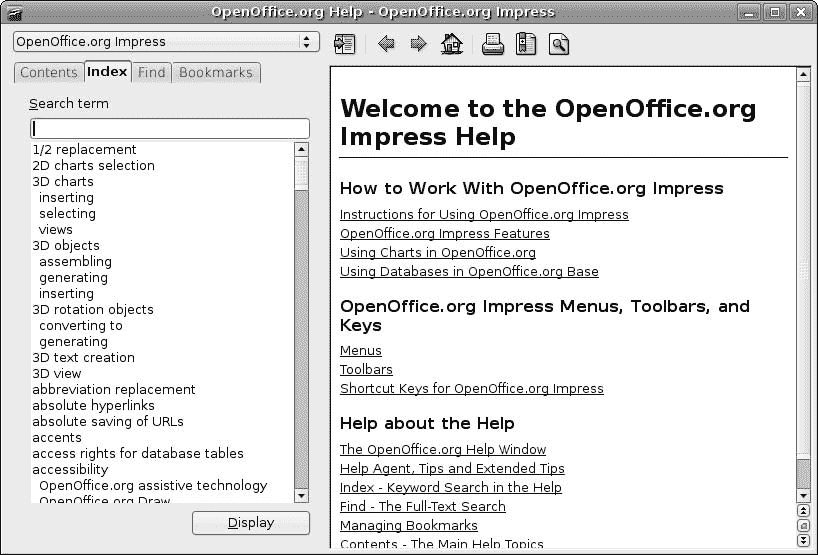 OpenOffice.org Help - OpenOffice.org Impress
OpenOffice.org Impress
Contents
Index
Find
Bookmarks
Search term
1/2 replacement
2D charts selection
3D charts
inserting
selecting
views
3D objects
assembling
generating
inserting
3D rotation objects
converting to
generating
3D text creation
3D view
abbreviation replacement
absolute hyperlinks
absolute saving of URLs
accents
access rights for database tables
accessibility
OpenOffice.org assistive technology
OpenOffice.org Draw
Display
Welcome to the OpenOffice.org
Impress Help
How to Work With OpenOffice.org Impress
Instructions for Using OpenOffice.org Impress
OpenOffice.org Impress Features
Using Charts in OpenOffice.org
Using Databases in OpenOffice.org Base
OpenOffice.org Impress Menus, Toolbars, and
Keys
Menus
Toolbars
Shortcut Keys for OpenOffice.org Impress
Help about the Help
The OpenOffice.org Help Window
Help Agent, Tips and Extended Tips
Index - Keyword Search in the Help
Find - The Full-Text Search
Managing Bookmarks
Contents - The Main Help Topics